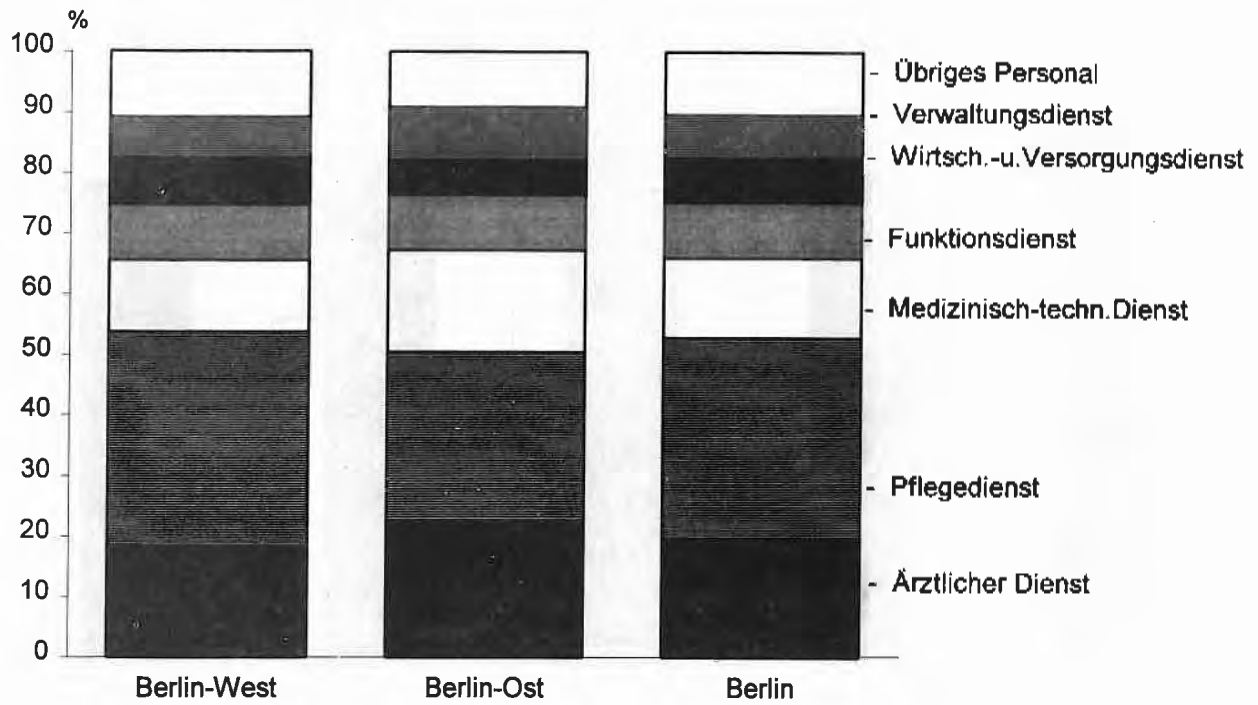 %
100
90
80
70
60
50
40
30
20
10
0
Übriges Personal
Verwaltungsdienst
Wirtsch.-u.Versorgungsdienst
Funktionsdienst
Medizinisch-techn.Dienst
Pflegedienst
Ärztlicher Dienst
Berlin-West
Berlin-Ost
Berlin